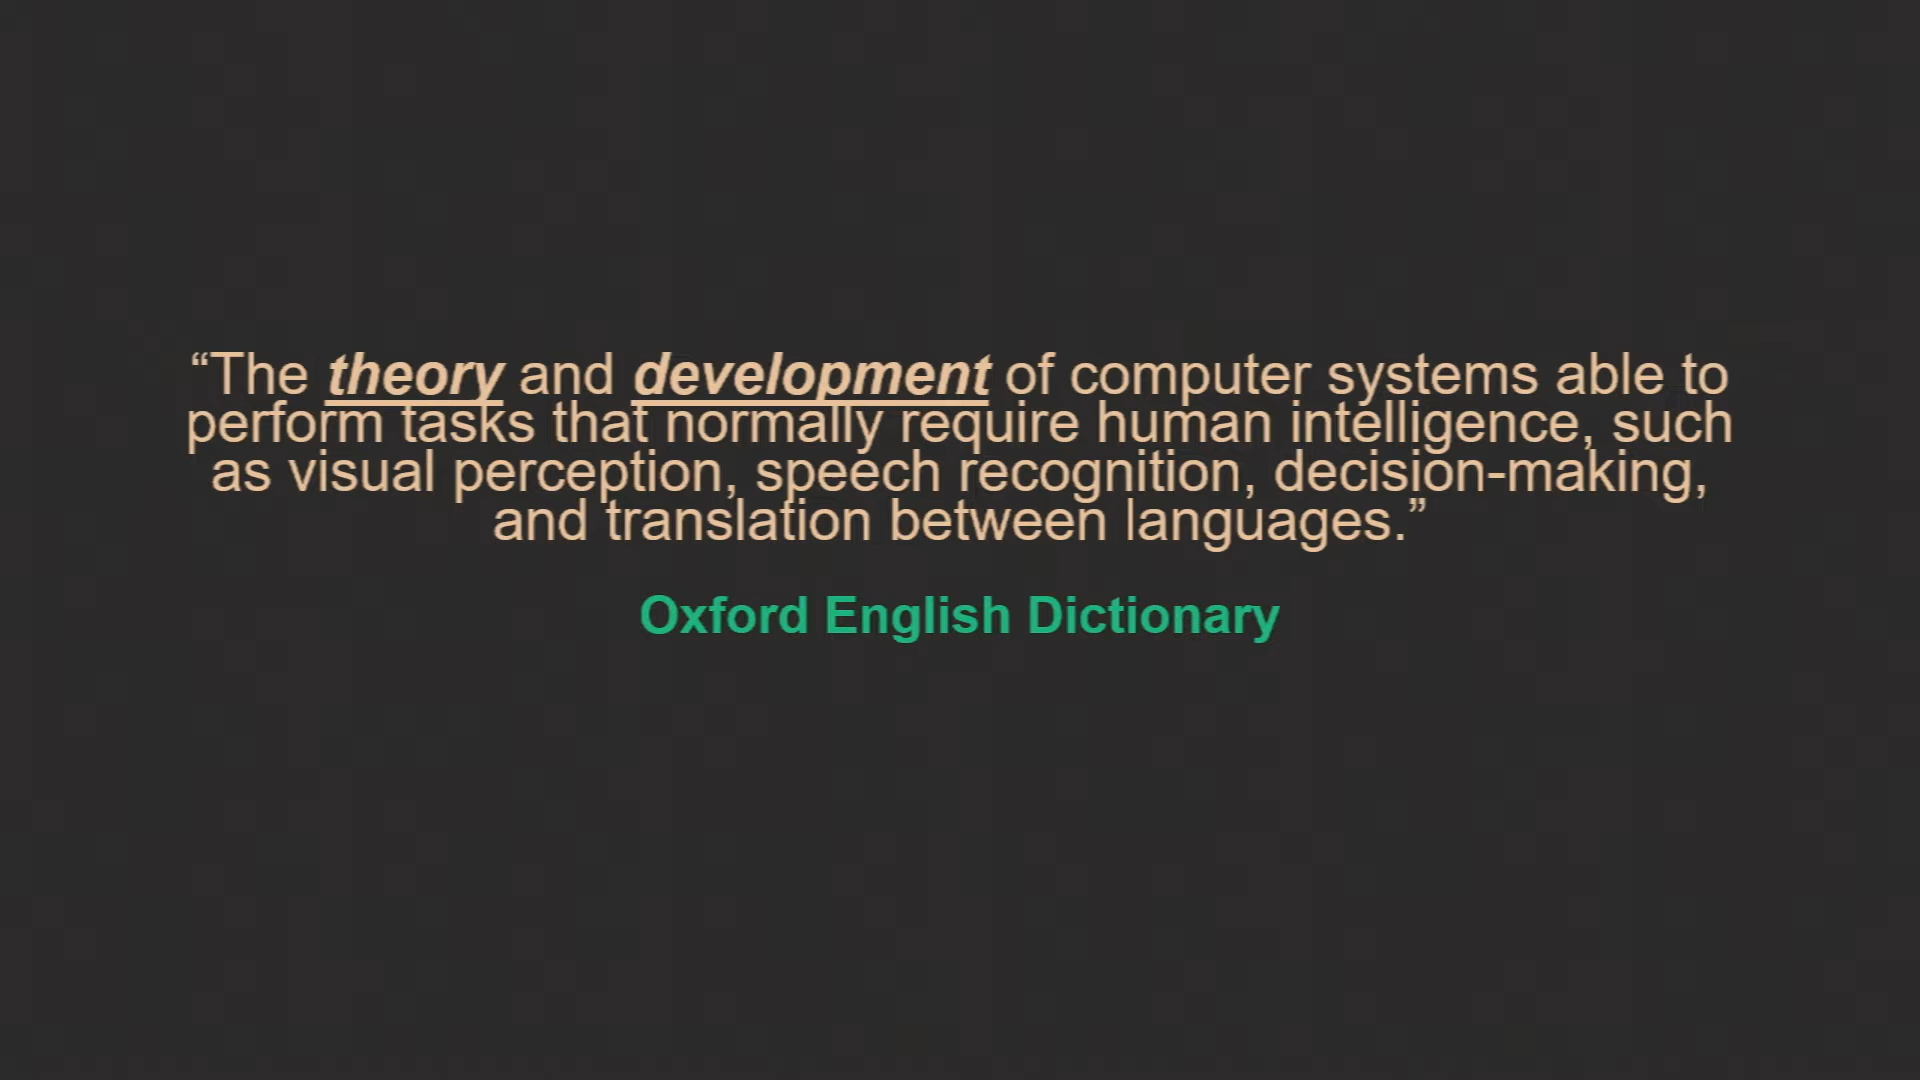 “The theory and development of computer systems able to
perform tasks that normally require human intelligence, such
as visual perception, speech recognition, decision-making,
and translation between languages.”
Oxford English Dictionary